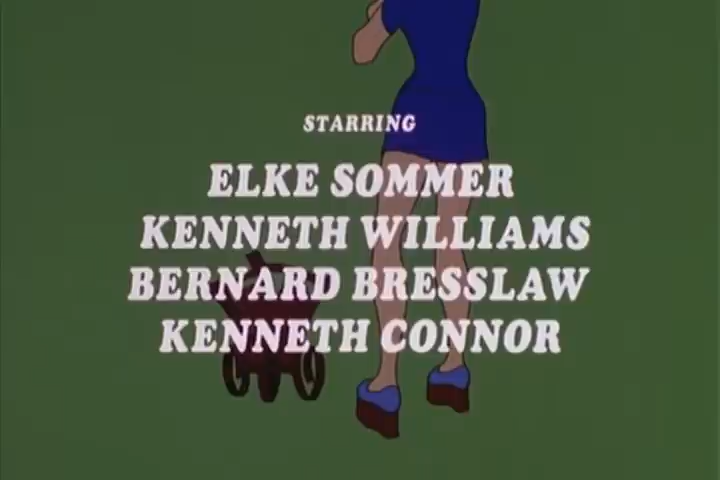 STARRING
ELKE SOMMER
KENNETH WILLIAMS
BERNARD BRESSLAW
KENNETH CONNOR